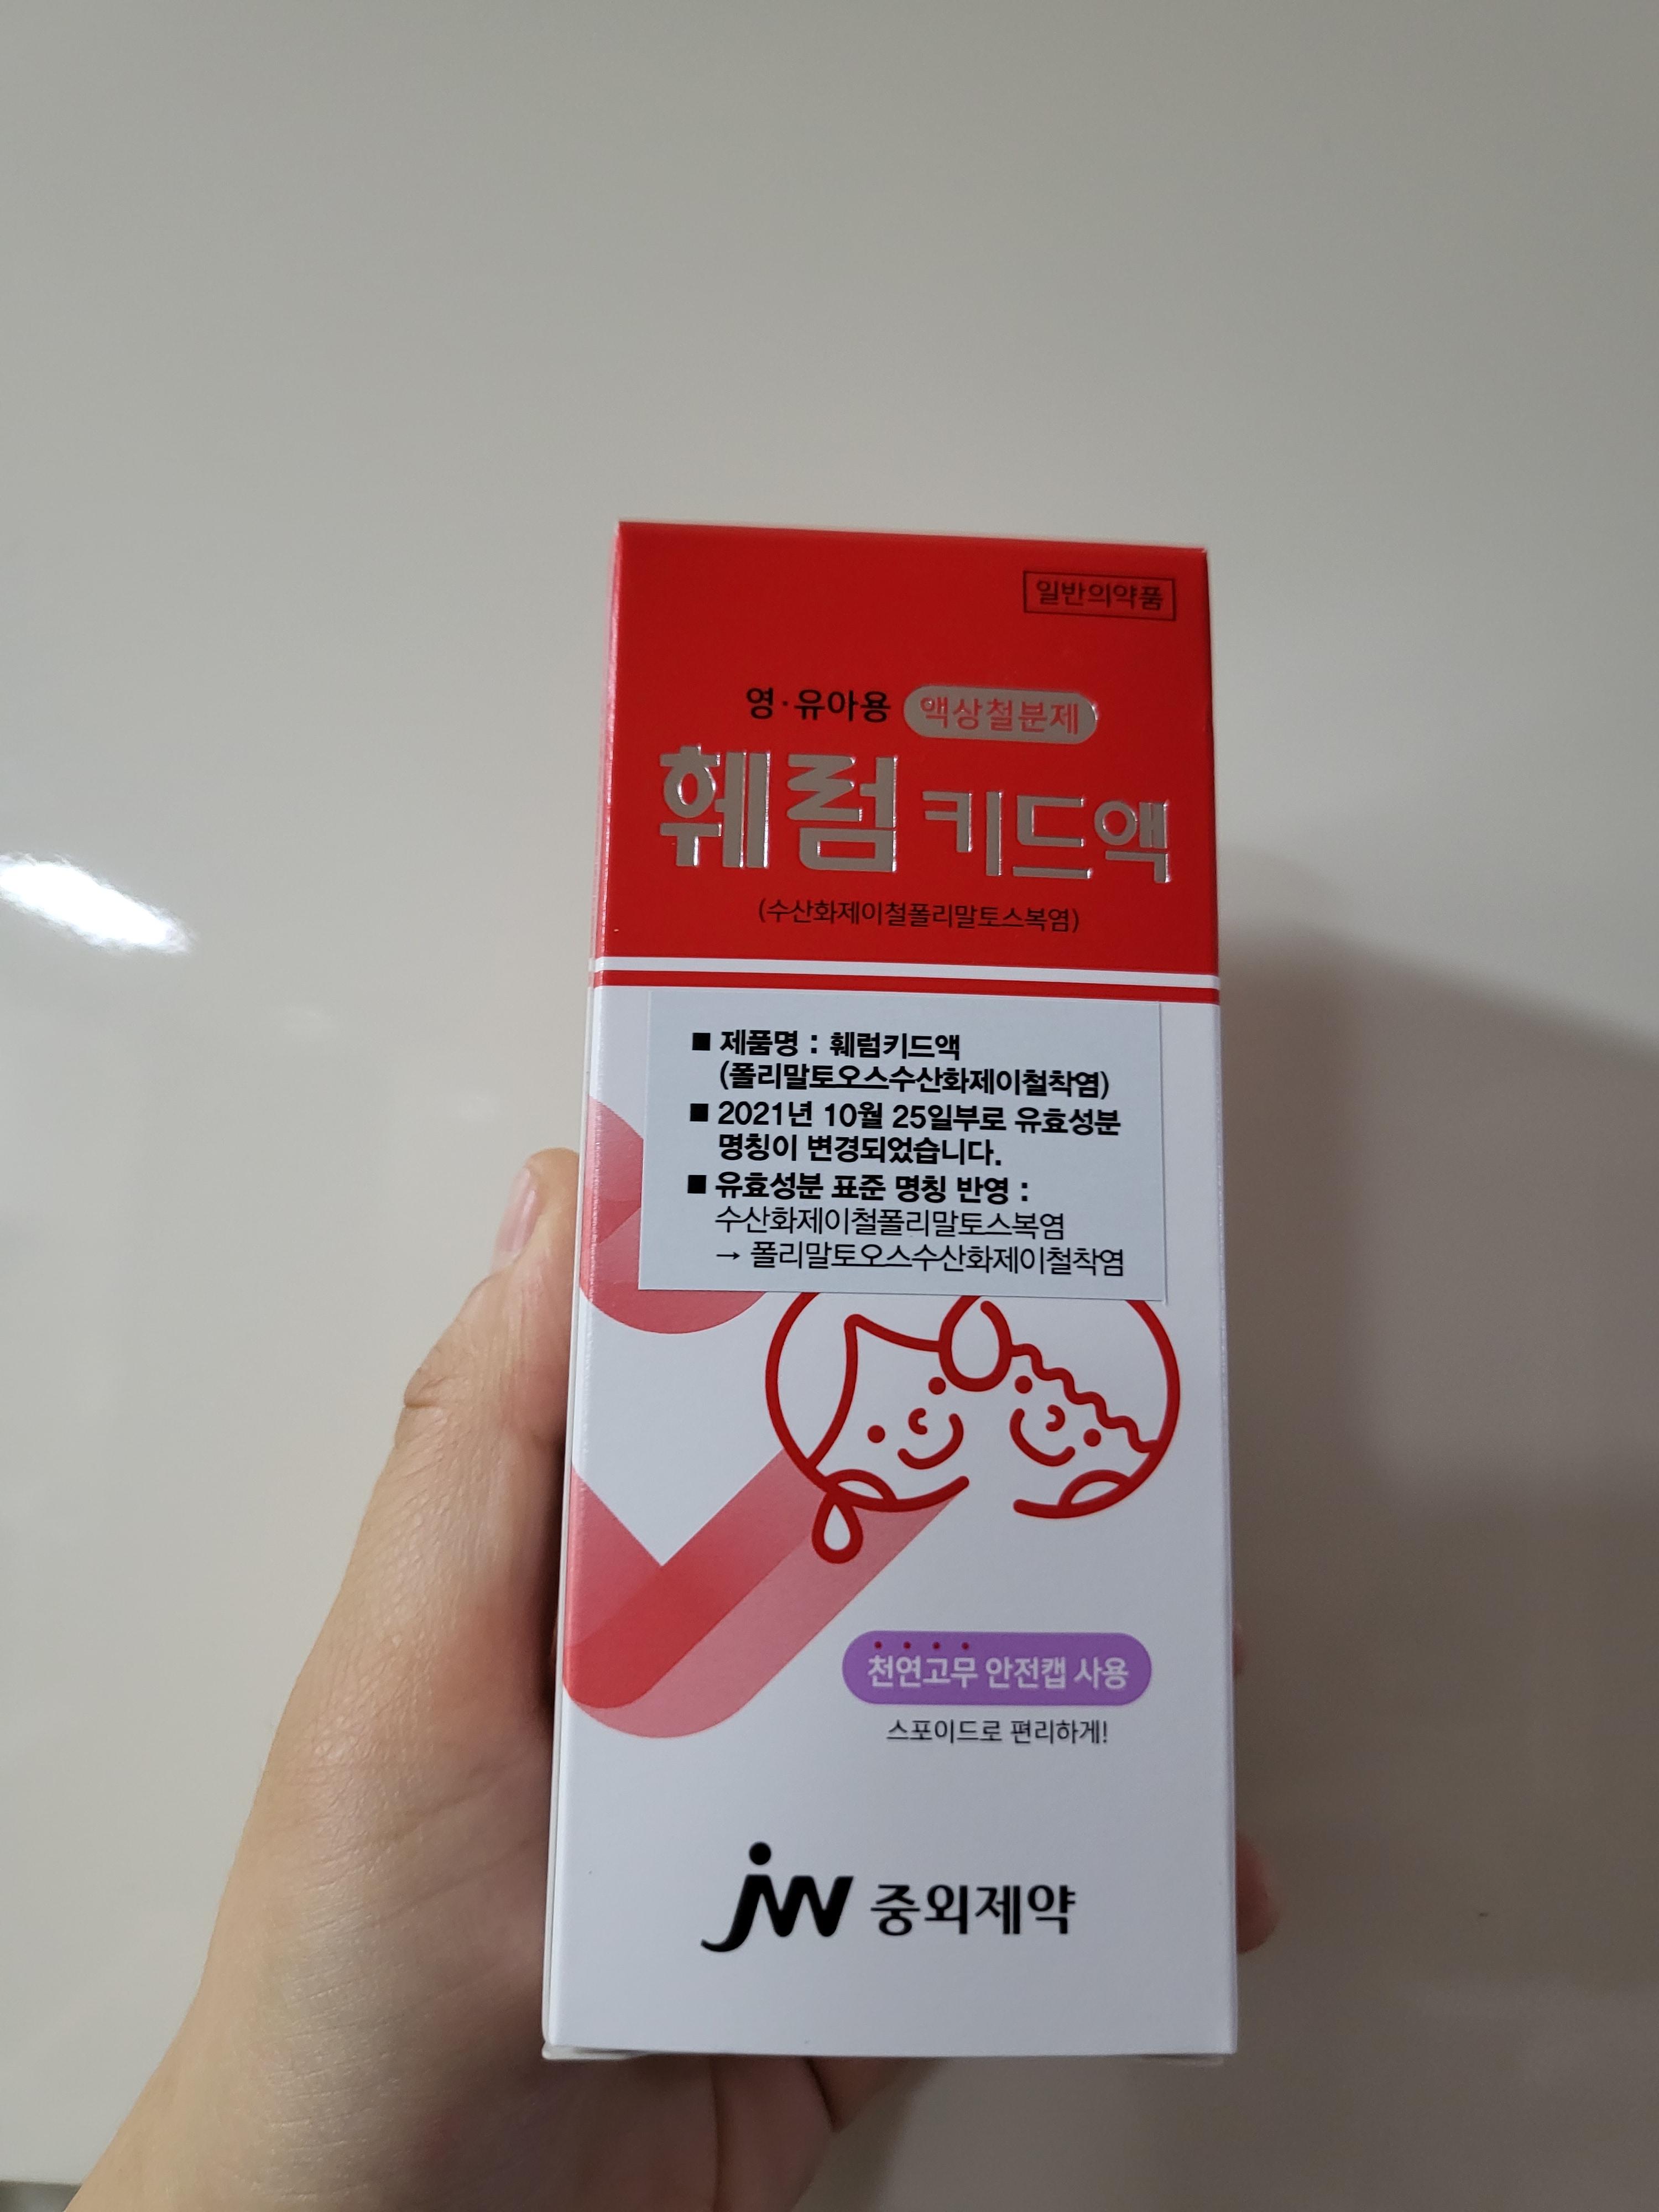 일반의약품
영·유아용 액상철분제
훼럼 키드액
(수산화제이철폴리말토스복염)
■ 제품명 : 훼럼키드액
(폴리말토오스수산화제이철착염)
■ 2021년 10월 25일부로 유효성분
명칭이 변경되었습니다.
■ 유효성분 표준 명칭 반영 :
수산화제이철폴리말토스복염
→ 폴리말토오스수산화제이철착염
천연고무 안전캡 사용
스포이드로 편리하게!
jw 중외제약